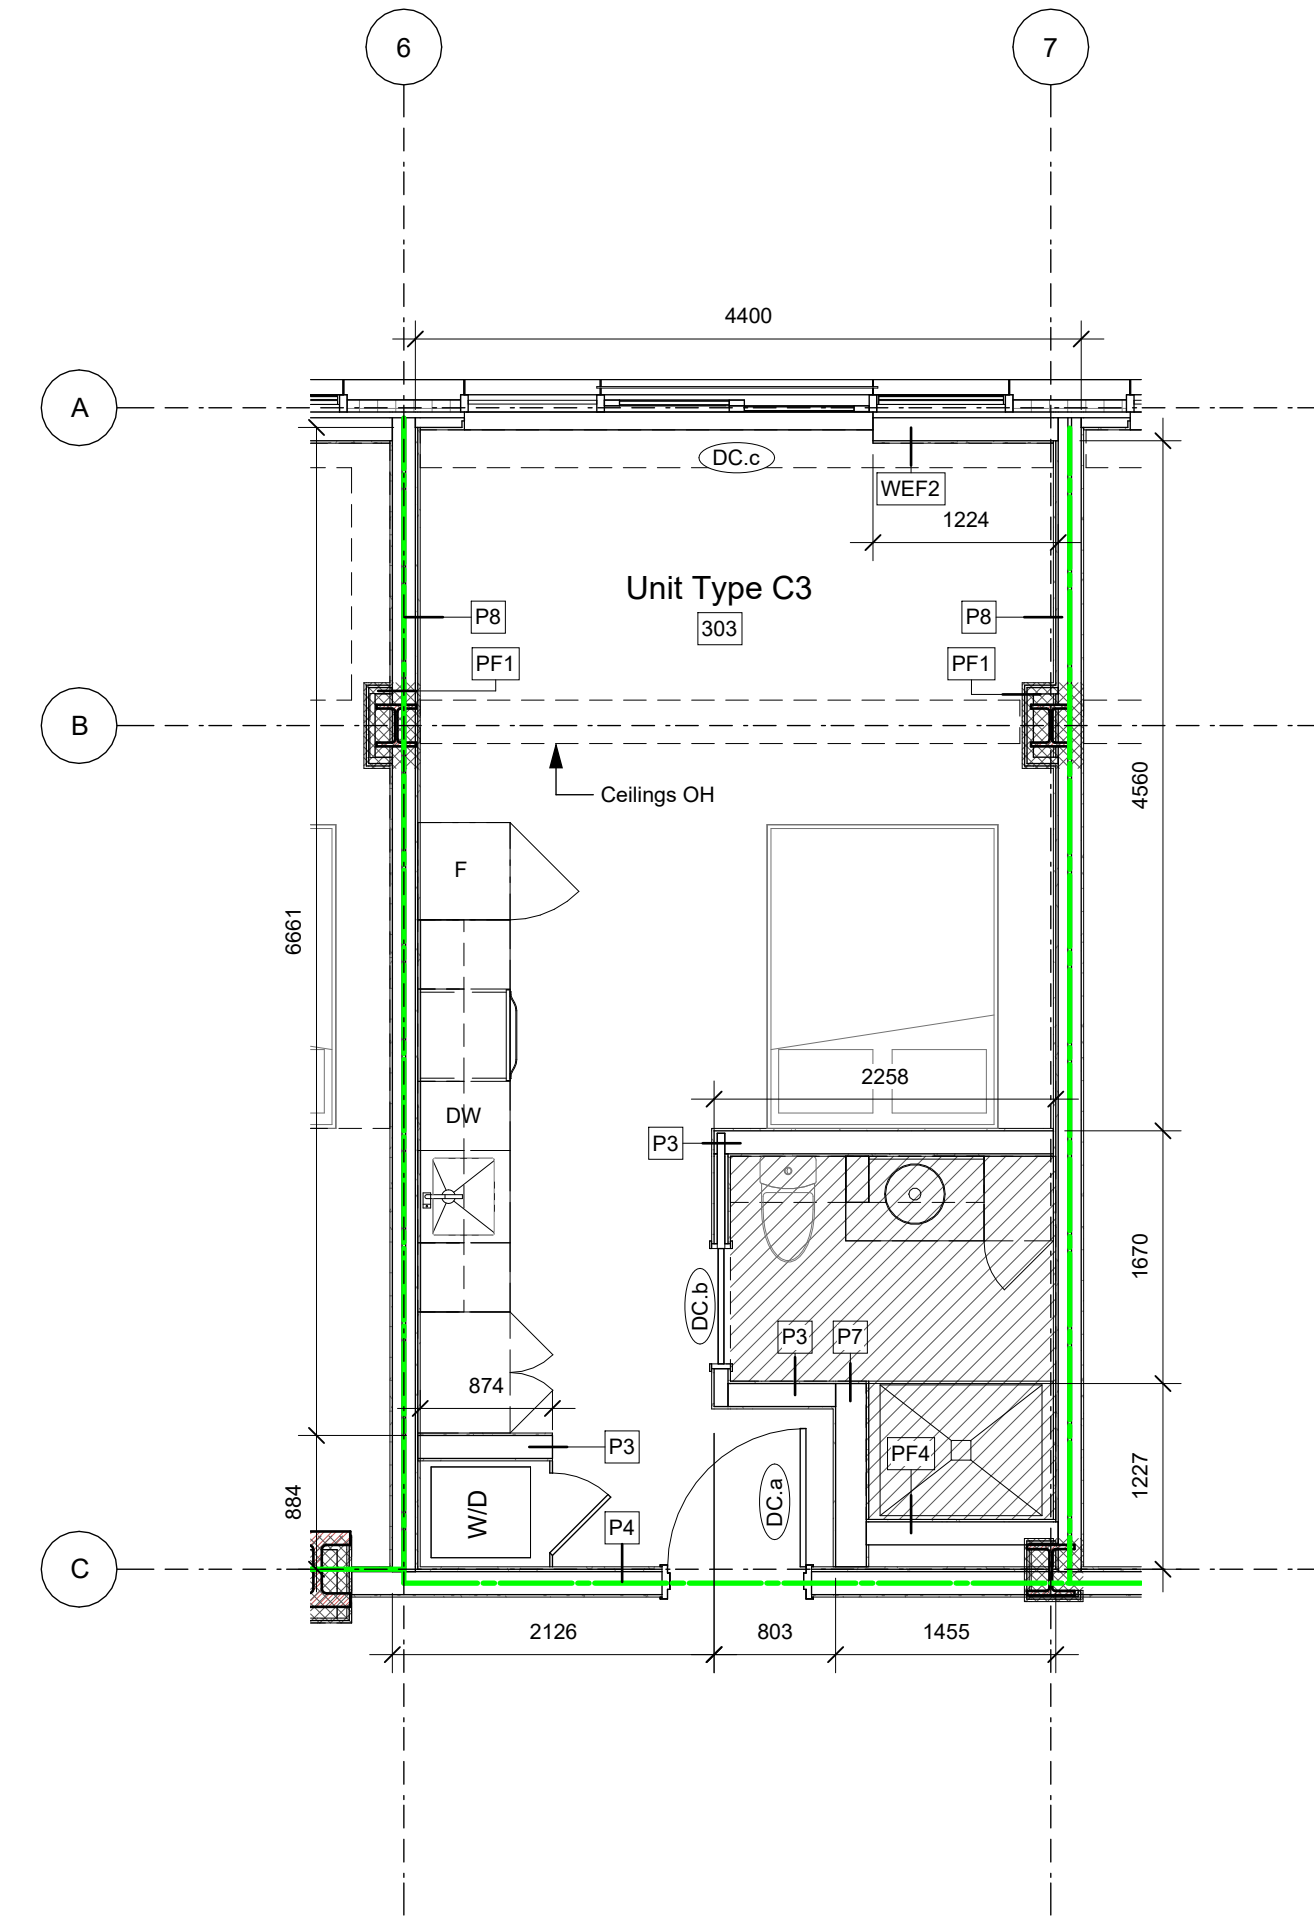 6
7
4400
A
DC.c
WEF2
1224
Unit Type C3
303
P8
P8
PF1
PF1
B
Ceilings OH
4560
F
6661
2258
DW
P3
1670
DC.b
P3
P7
874
P3
PF4
1227
W/D
DC.a
884
P4
C
2126
803
1455